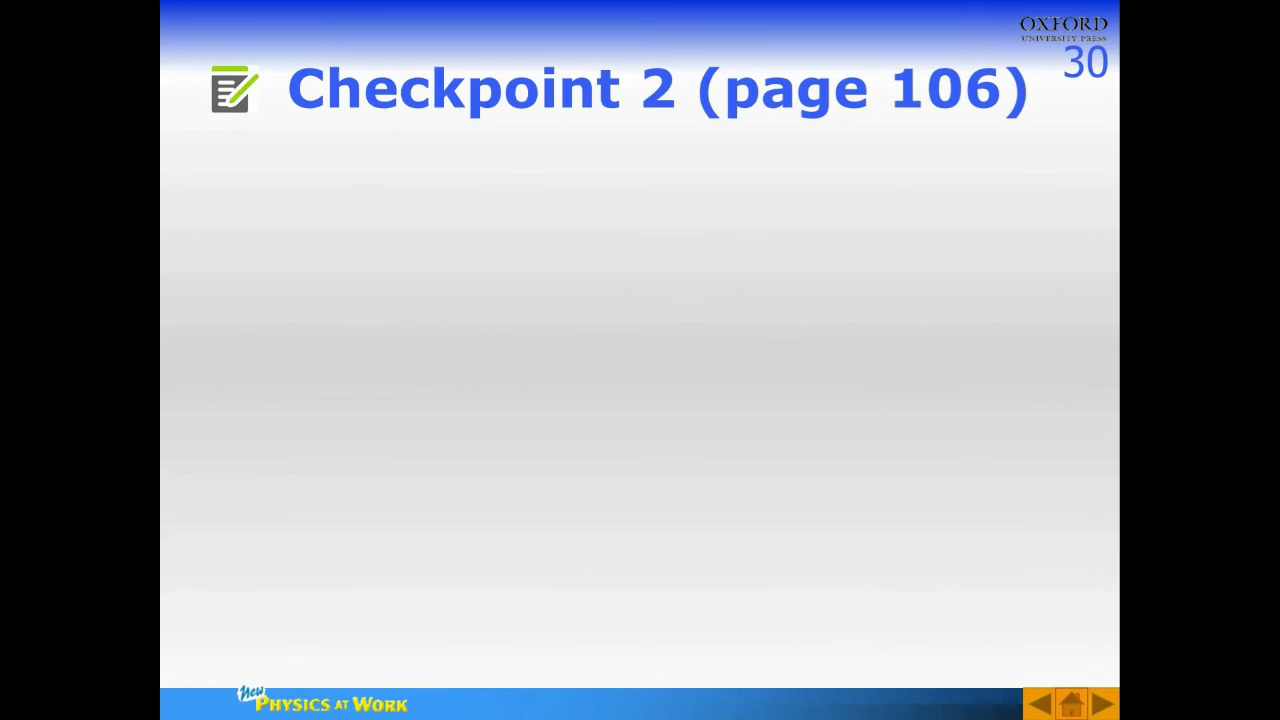 OXFORD
UNIVERSITY PRESS
30
Checkpoint 2 (page 106)
New
PHYSICS AT WORK